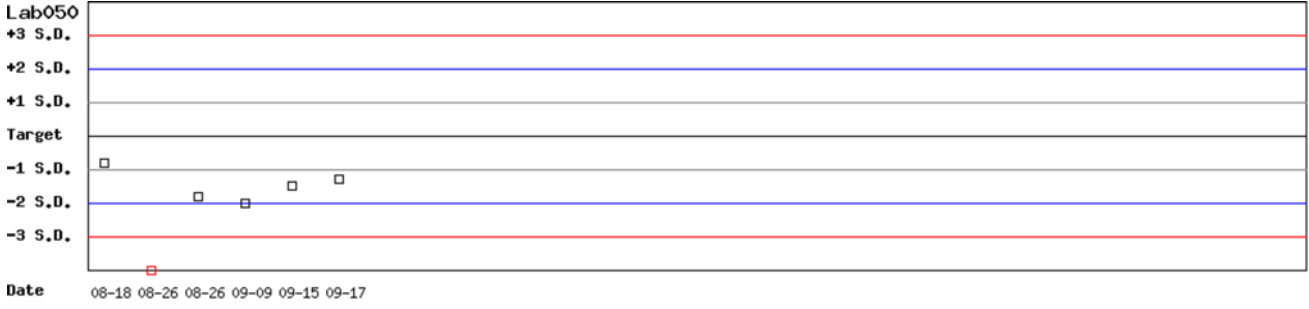 Lab050
+3 S.D.
+2 S.D.
+1 S.D.
Target
-1 S.D.
-2 S.D.
-3 S.D.
Date 08-18 08-26 08-26 09-09 09-15 09-17